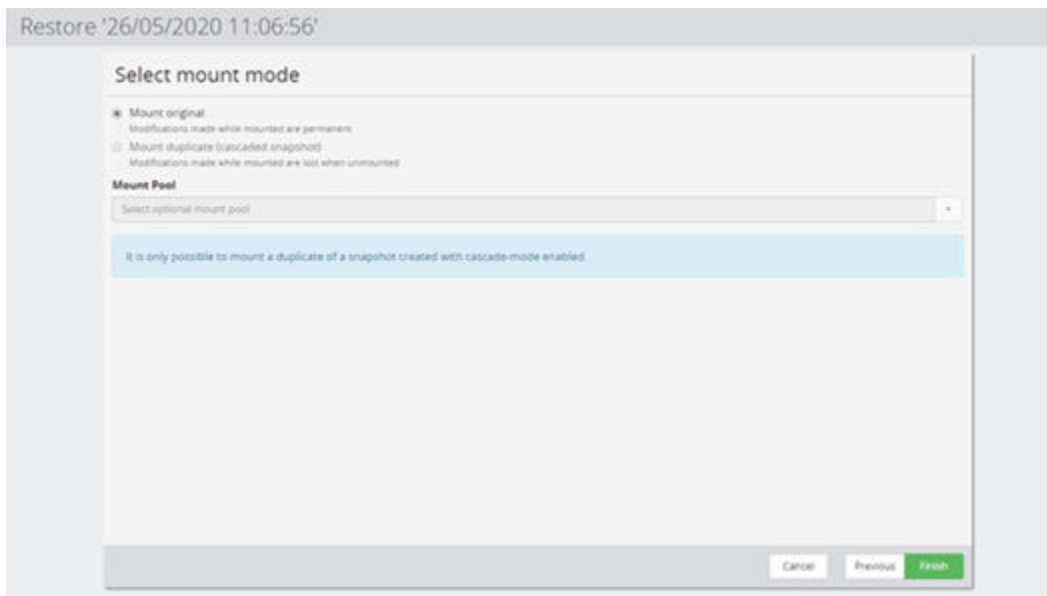 Restore '26/05/2020 11:06:56'
Select mount mode
Mount original
Modifications made while mounted are permanent
Mount duplicate (cascaded snapshot)
Modifications made while mounted are lost when unmounted
Mount Pool
Select optional mount pool
It is only possible to mount a duplicate of a snapshot created with cascade-mode enabled.
Cancel Previous Finish